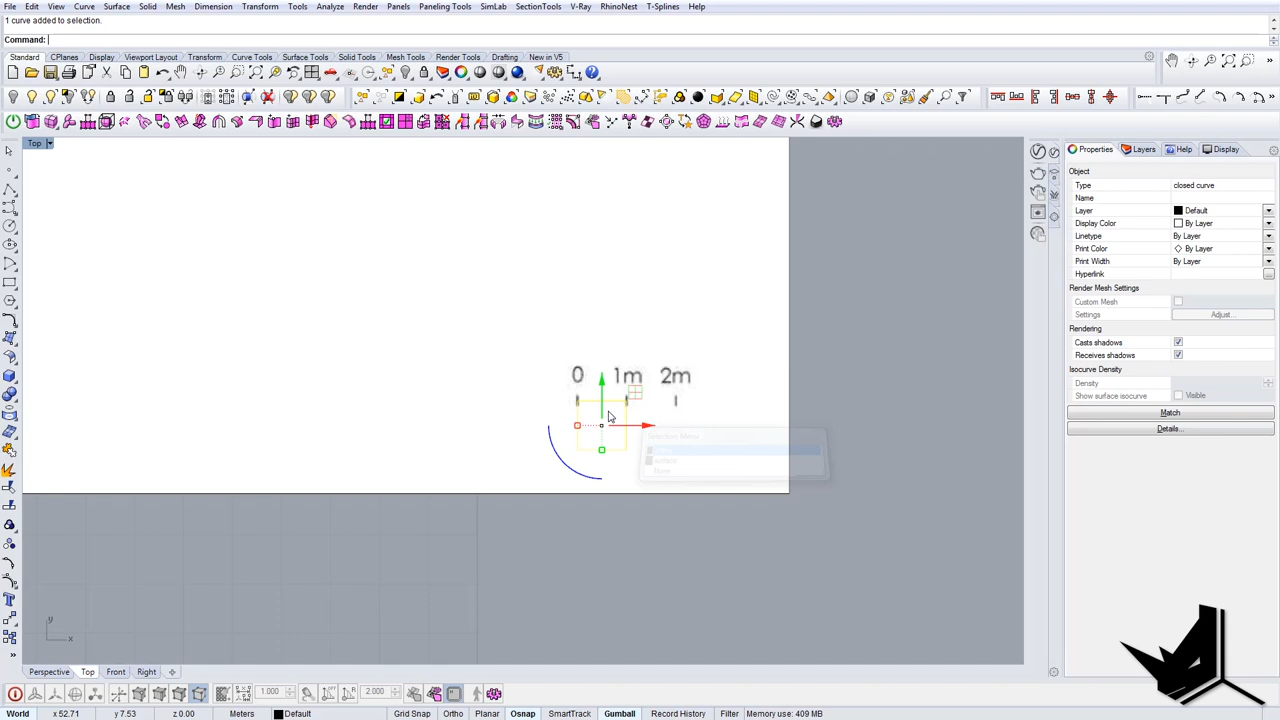 File Edit View Curve Surface Solid Mesh Dimension Transform Tools Analyze Render Panels Paneling Tools SimLab SectionTools V-Ray RhinoNest T-Splines Help
1 curve added to selection.
Command:
Standard CPlanes Display Viewport Layout Transform Curve Tools Surface Tools Solid Tools Mesh Tools Render Tools Drafting New in V5
Top
Properties Layers Help Display
Object
Type closed curve
Name
Layer Default
Display Color By Layer
Linetype By Layer
Print Color By Layer
Print Width By Layer
Hyperlink ...
Render Mesh Settings
Custom Mesh
Settings Adjust...
Rendering
Casts shadows
Receives shadows
Isocurve Density
Density
Show surface isocurve Visible
Match
Details...
0 1m 2m
Selection Menu
None
y
x
Perspective Top Front Right
1.000 2.000
World x 52.71 y 7.53 z 0.00 Meters Default Grid Snap Ortho Planar Osnap SmartTrack Gumball Record History Filter Memory use: 409 MB